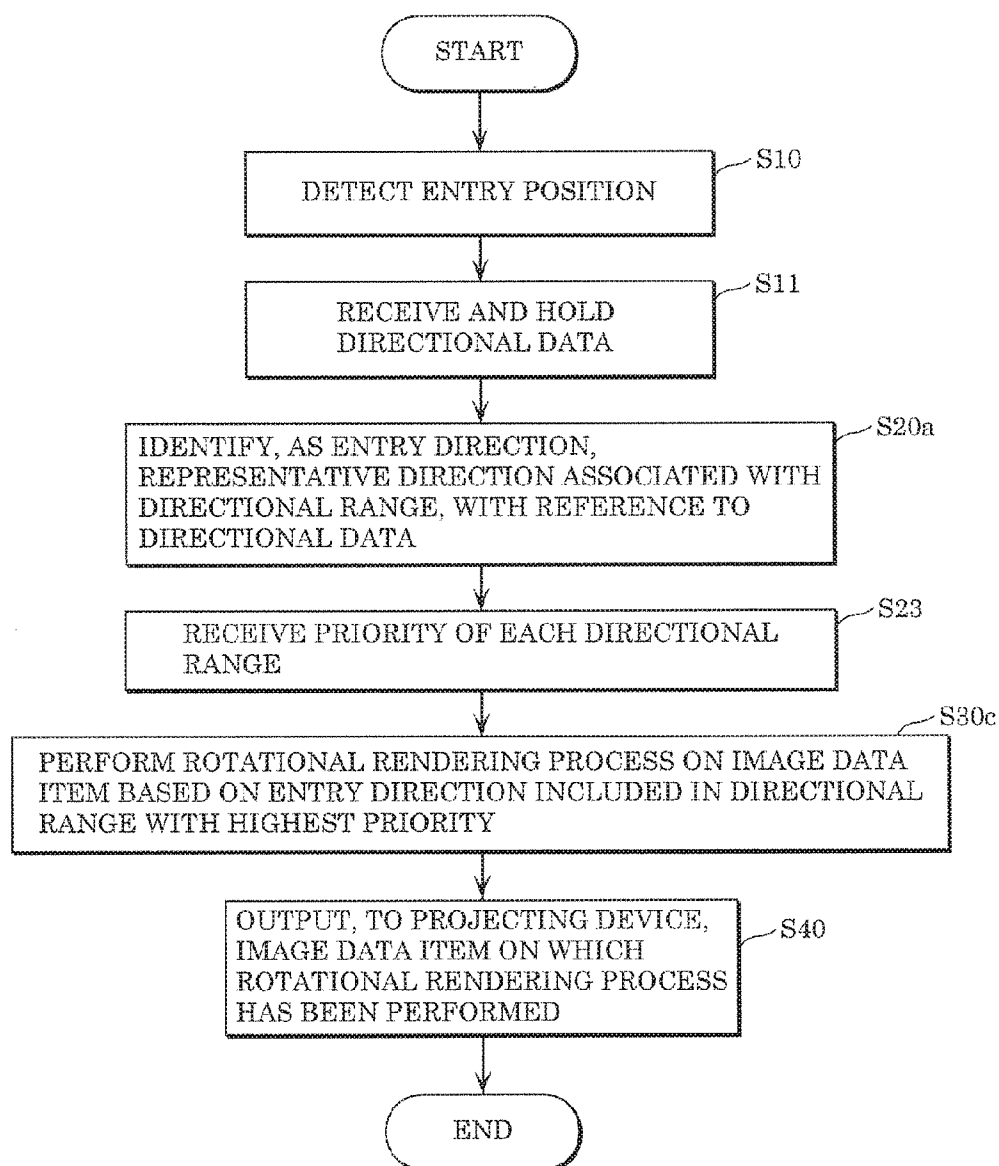 START
S10
DETECT ENTRY POSITION
S11
RECEIVE AND HOLD
DIRECTIONAL DATA
S20a
IDENTIFY, AS ENTRY DIRECTION,
REPRESENTATIVE DIRECTION ASSOCIATED WITH
DIRECTIONAL RANGE, WITH REFERENCE TO
DIRECTIONAL DATA
S23
RECEIVE PRIORITY OF EACH DIRECTIONAL
RANGE
S30c
PERFORM ROTATIONAL RENDERING PROCESS ON IMAGE DATA
ITEM BASED ON ENTRY DIRECTION INCLUDED IN DIRECTIONAL
RANGE WITH HIGHEST PRIORITY
S40
OUTPUT, TO PROJECTING DEVICE,
IMAGE DATA ITEM ON WHICH
ROTATIONAL RENDERING PROCESS
HAS BEEN PERFORMED
END